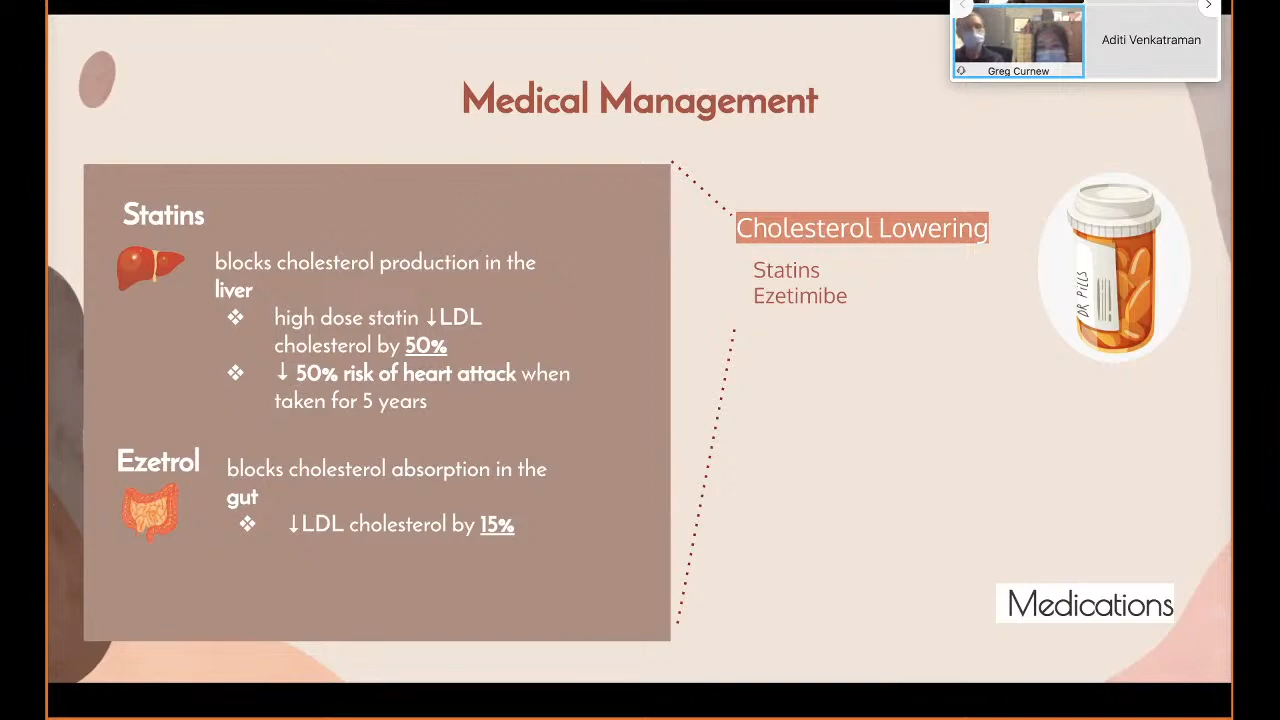 Aditi Venkatraman
Greg Curnew
Medical Management
Statins
blocks cholesterol production in the
liver
❖ high dose statin ↓LDL
cholesterol by 50%
❖ ↓ 50% risk of heart attack when
taken for 5 years
Ezetrol
blocks cholesterol absorption in the
gut
❖ ↓LDL cholesterol by 15%
Cholesterol Lowering
Statins
Ezetimibe
DR PILLS
Medications